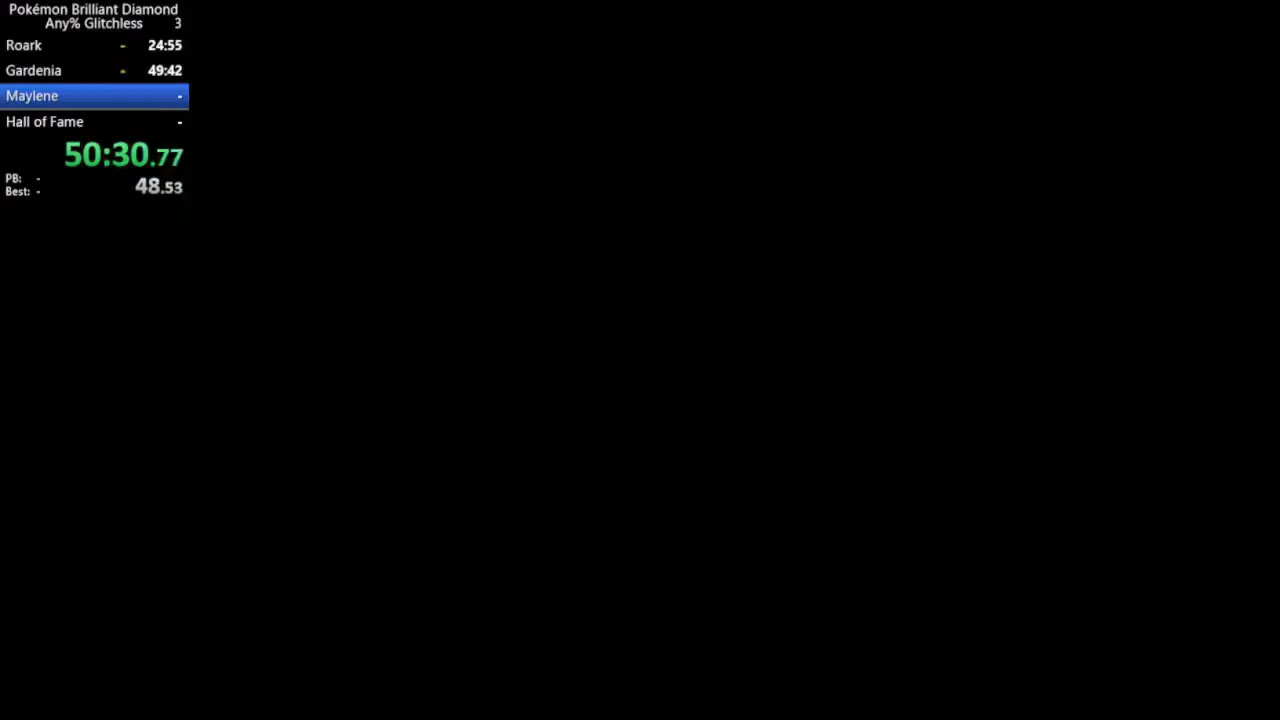 Pokémon Brilliant Diamond
Any% Glitchless 3
Roark - 24:55
Gardenia - 49:42
Maylene -
Hall of Fame -
50:30.77
PB: -
48.53
Best: -